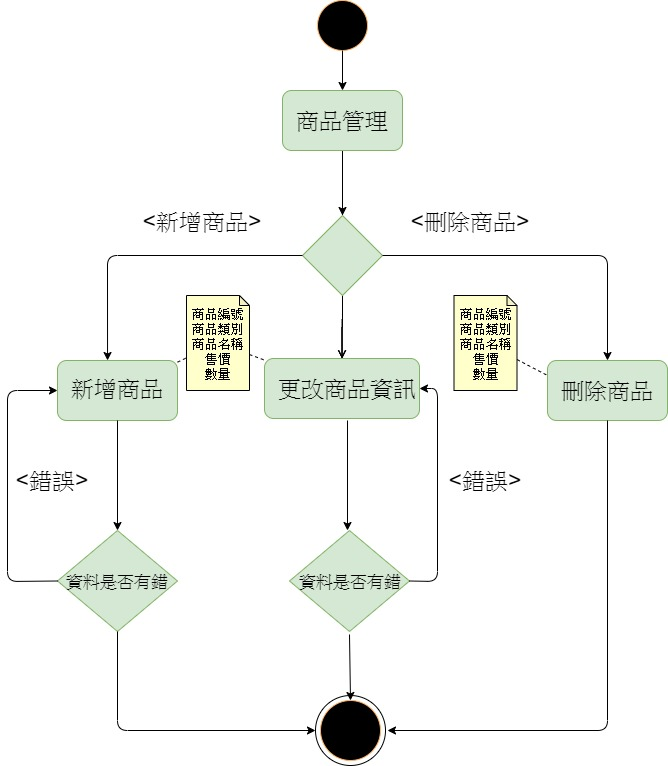 商品管理
<新增商品>
<刪除商品>
商品編號
商品類別
商品名稱
售價
數量
商品編號
商品類別
商品名稱
售價
數量
新增商品
更改商品資訊
刪除商品
<錯誤>
<錯誤>
資料是否有錯
資料是否有錯